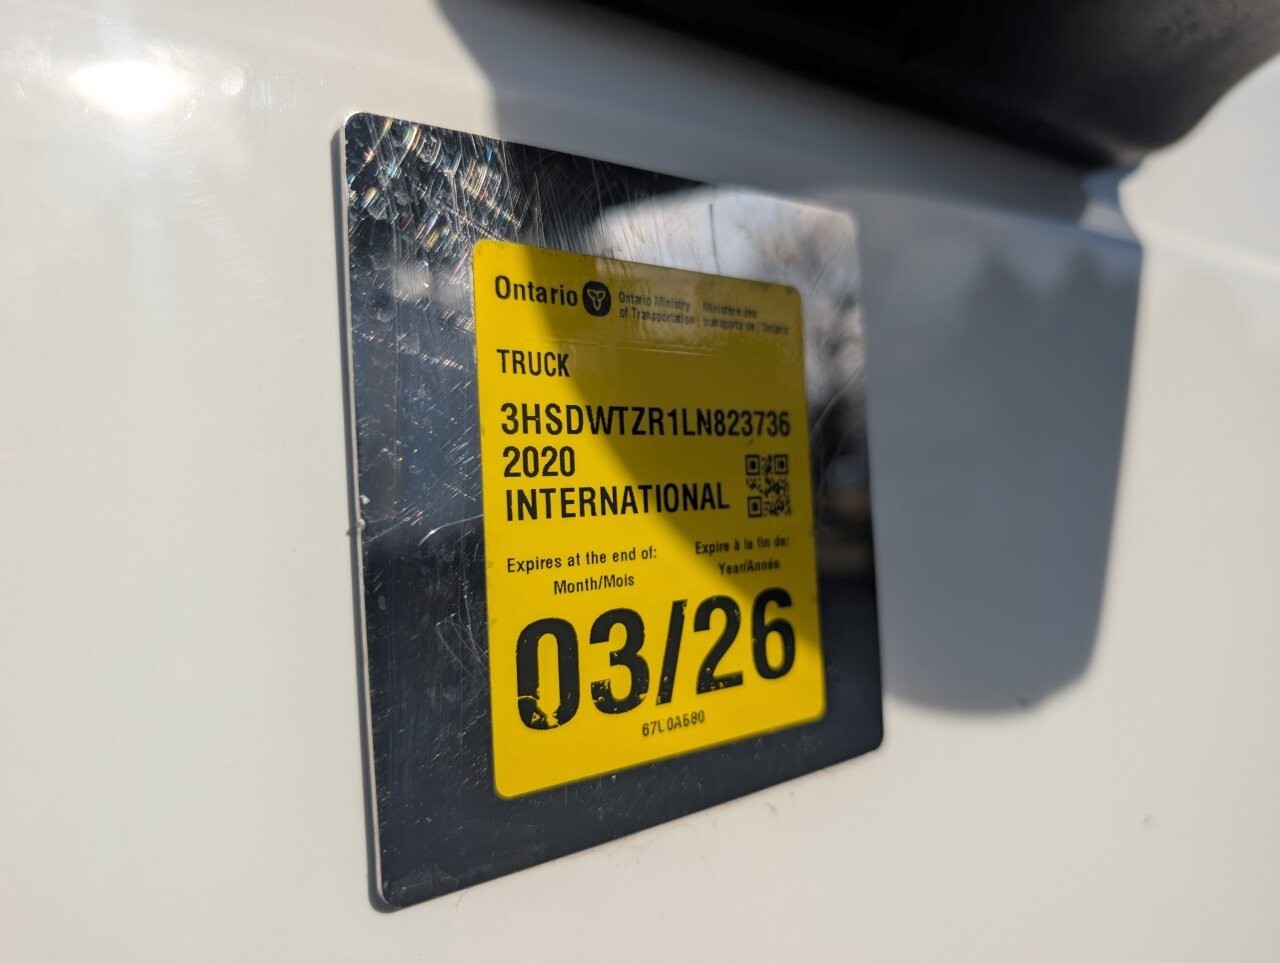 Ontario
Ontario Ministry
of Transportation
Ministère des
transports de l'Ontario
TRUCK
3HSDWTZR1LN823736
2020
INTERNATIONAL
Expires at the end of:
Expire à la fin de:
Month/Mois
Year/Année
03/26